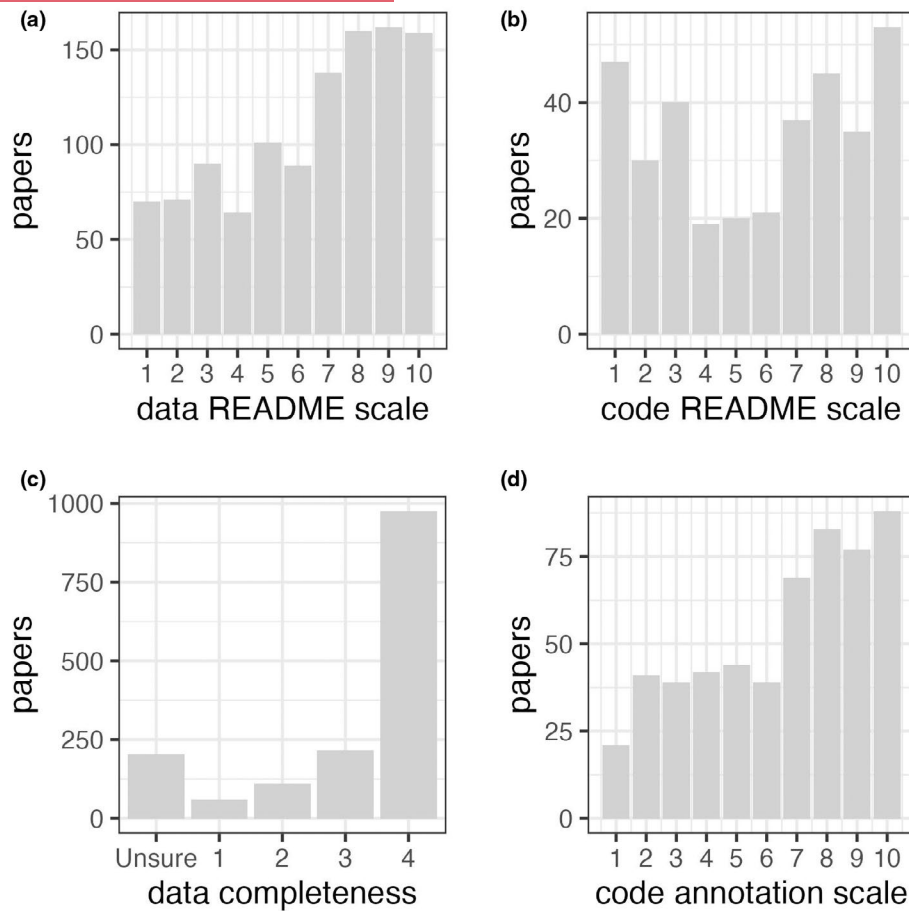 (a)
150
100
50
0
papers
1 2 3 4 5 6 7 8 9 10
data README scale
(b)
40
20
0
papers
1 2 3 4 5 6 7 8 9 10
code README scale
(c)
1000
750
500
250
0
papers
Unsure 1 2 3 4
data completeness
(d)
75
50
25
0
papers
1 2 3 4 5 6 7 8 9 10
code annotation scale